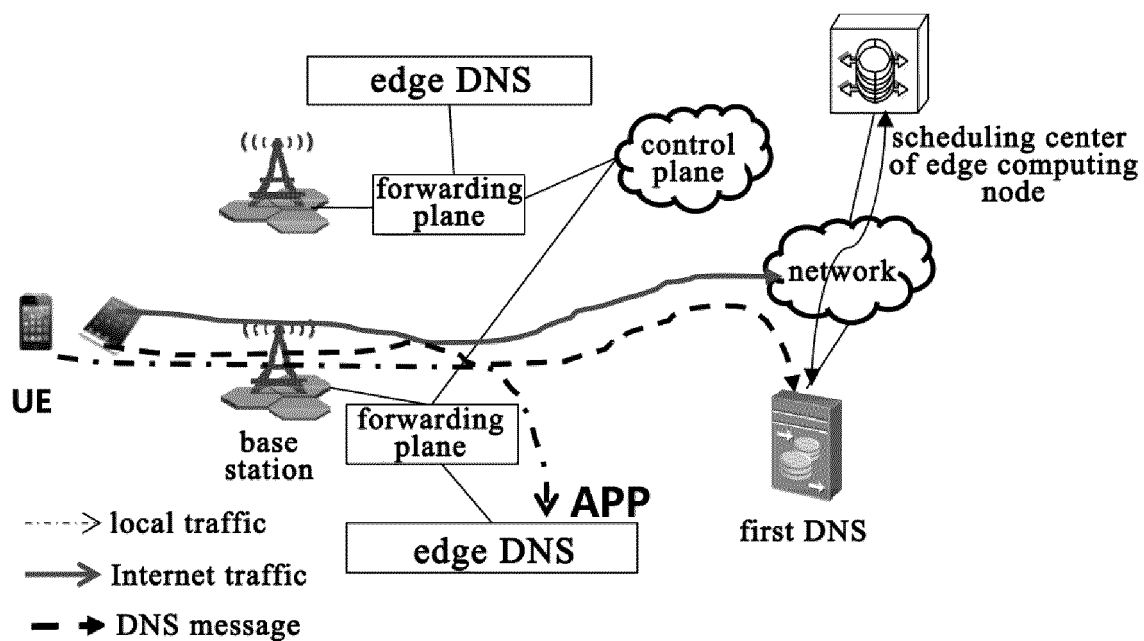 edge DNS
control
plane
scheduling center
of edge computing
node
forwarding
plane
network
UE
base
station
forwarding
plane
APP
edge DNS
first DNS
local traffic
Internet traffic
DNS message